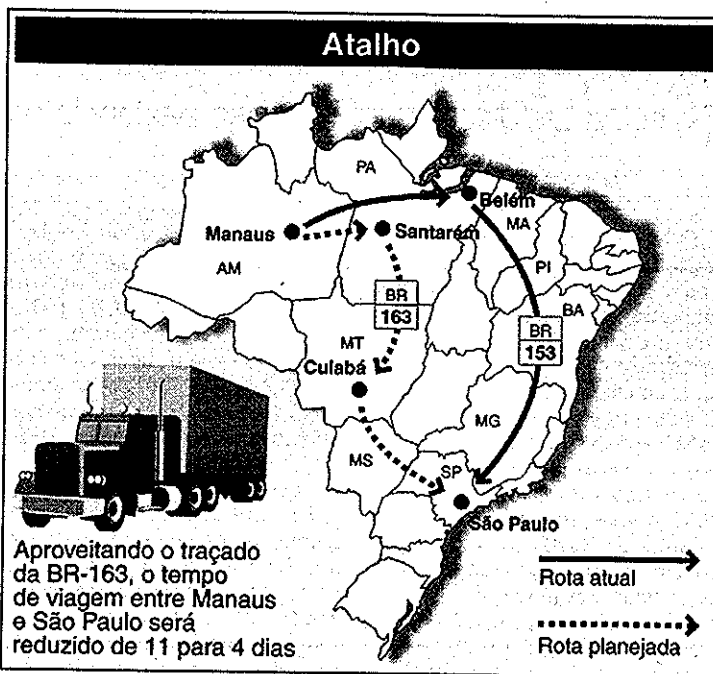 Atalho
PA
Belém
MA
Manaus
Santarém
AM
PI
BR
163
BA
BR
153
MT
Cuiabá
MG
MS
SP
São Paulo
Aproveitando o traçado
da BR-163, o tempo
de viagem entre Manaus
e São Paulo será
reduzido de 11 para 4 dias
Rota atual
Rota planejada